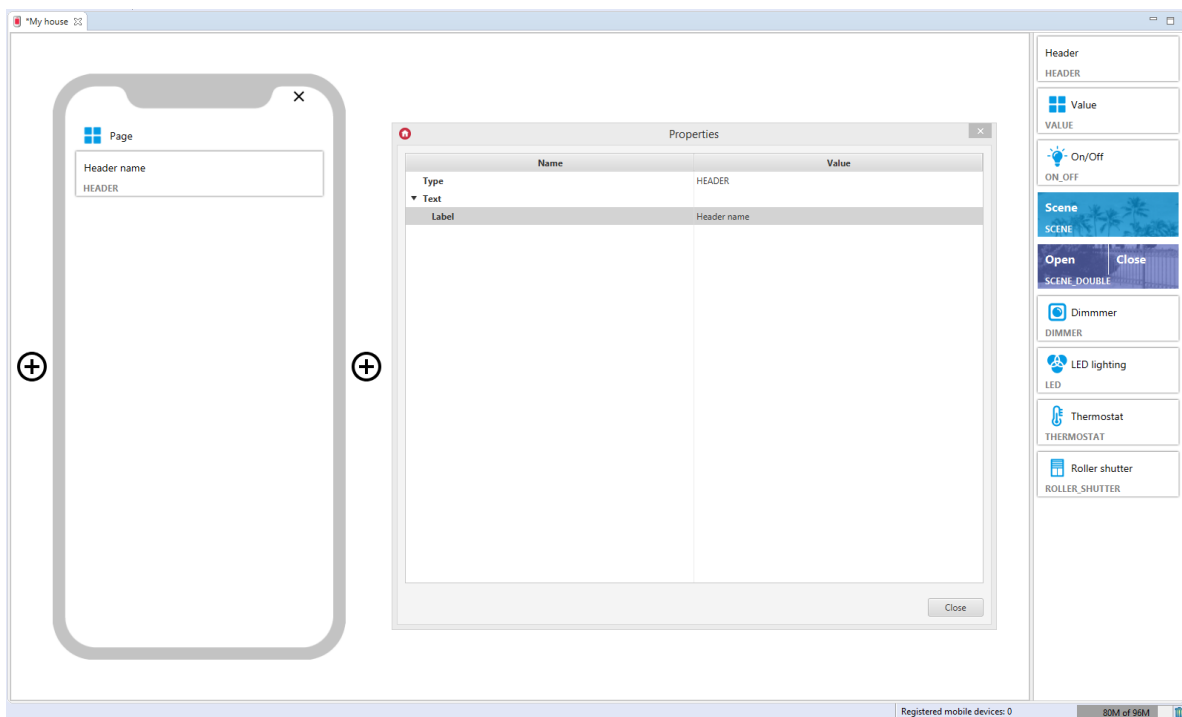 *My house
Page
Header name
HEADER
Properties
Name Value
Type HEADER
Text
Label Header name
Close
Header
HEADER
Value
VALUE
On/Off
ON_OFF
Scene
SCENE
Open Close
SCENE_DOUBLE
Dimmmer
DIMMER
LED lighting
LED
Thermostat
THERMOSTAT
Roller shutter
ROLLER_SHUTTER
Registered mobile devices: 0 80M of 96M